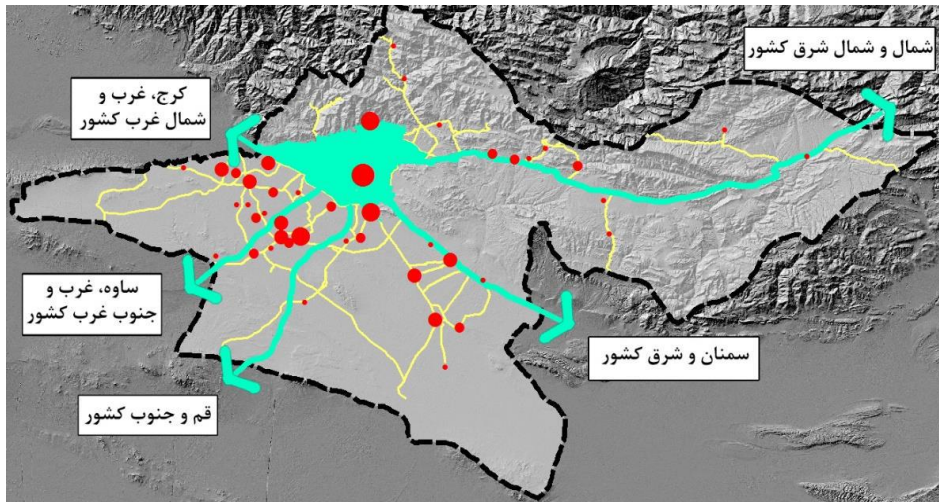 شمال و شمال شرق کشور
کرج، غرب و
شمال غرب کشور
ساوه، غرب و
جنوب غرب کشور
سمنان و شرق کشور
قم و جنوب کشور